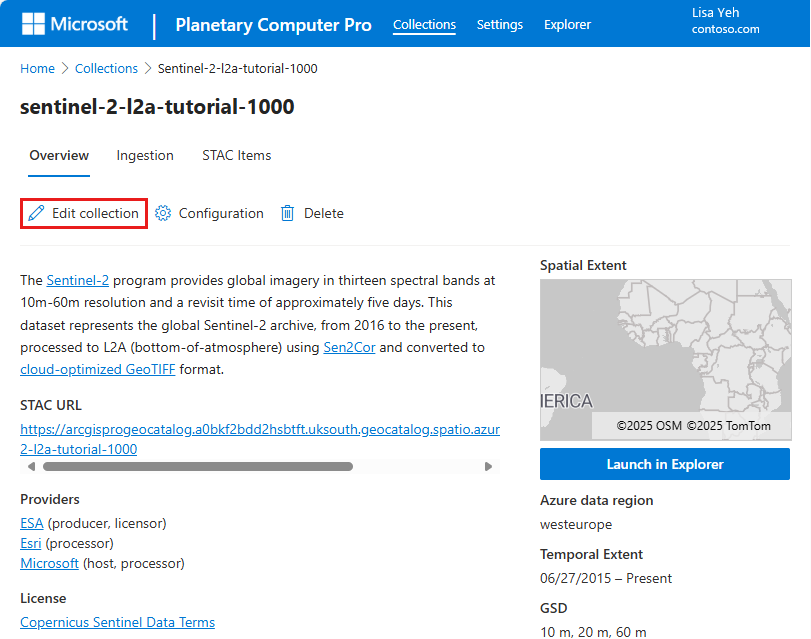 Microsoft | Planetary Computer Pro Collections Settings Explorer
Lisa Yeh
contoso.com
Home > Collections > Sentinel-2-l2a-tutorial-1000
sentinel-2-l2a-tutorial-1000
Overview Ingestion STAC Items
Edit collection Configuration Delete
The Sentinel-2 program provides global imagery in thirteen spectral bands at
10m-60m resolution and a revisit time of approximately five days. This
dataset represents the global Sentinel-2 archive, from 2016 to the present,
processed to L2A (bottom-of-atmosphere) using Sen2Cor and converted to
cloud-optimized GeoTIFF format.
STAC URL
https://arcgisprogeocatalog.a0bkf2bdd2hsbtft.uksouth.geocatalog.spatio.azur
2-l2a-tutorial-1000
Providers
ESA (producer, licensor)
Esri (processor)
Microsoft (host, processor)
License
Copernicus Sentinel Data Terms
Spatial Extent
ERICA
©2025 OSM ©2025 TomTom
Launch in Explorer
Azure data region
westeurope
Temporal Extent
06/27/2015 – Present
GSD
10 m, 20 m, 60 m